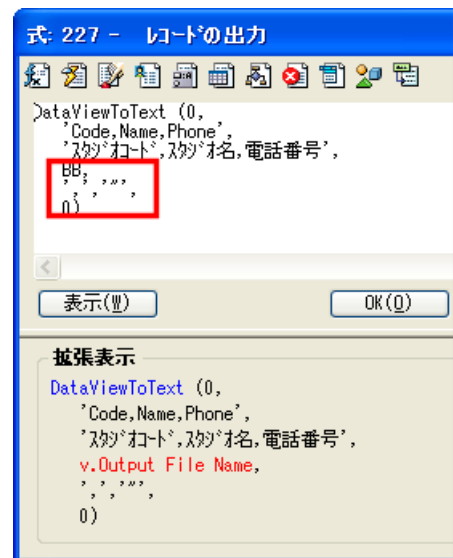 式: 227 - ﾚｺｰﾄﾞの出力
DataViewToText (0,
'Code,Name,Phone',
'ｽﾀｼﾞｵｺｰﾄﾞ,ｽﾀｼﾞｵ名,電話番号',
BB,
',','"',
0)
表示(W)
OK(O)
拡張表示
DataViewToText (0,
'Code,Name,Phone',
'ｽﾀｼﾞｵｺｰﾄﾞ,ｽﾀｼﾞｵ名,電話番号',
v.Output File Name,
',','"',
0)